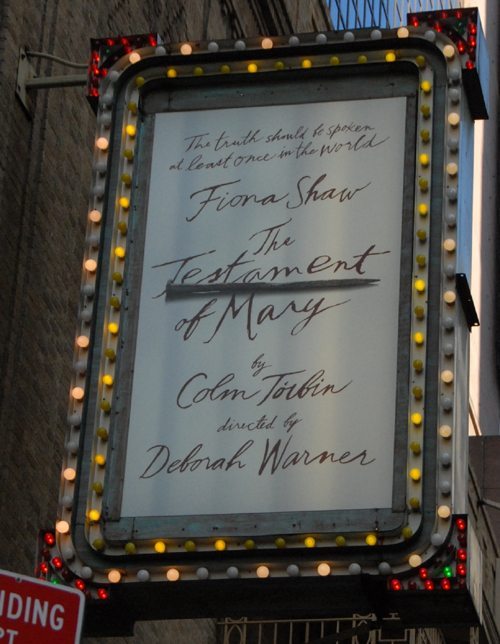 The truth should be spoken
at least once in the world
Fiona Shaw
The
Testament
of Mary
by
Colm Tóibín
directed by
Deborah Warner